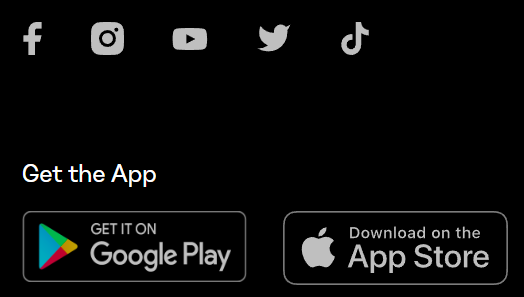 Get the App
GET IT ON
Google Play
Download on the
App Store